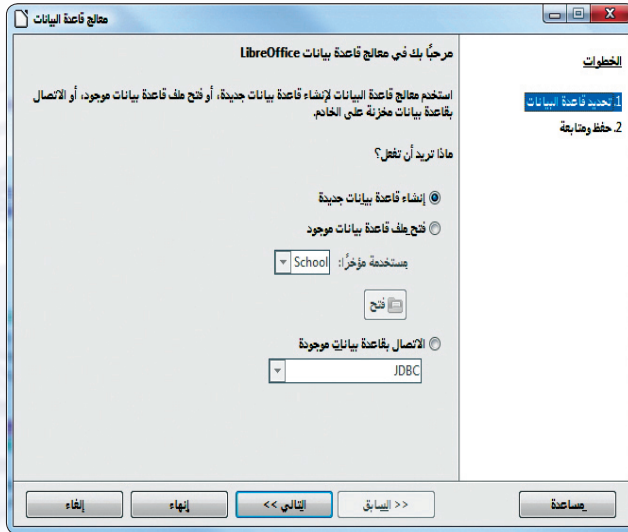 معالج قاعدة البيانات
الخطوات
1. تحديد قاعدة البيانات
2. حفظ ومتابعة
مرحبًا بك في معالج قاعدة بيانات LibreOffice
استخدم معالج قاعدة البيانات لإنشاء قاعدة بيانات جديدة، أو فتح ملف قاعدة بيانات موجود، أو الاتصال
بقاعدة بيانات مخزنة على الخادم.
ماذا تريد أن تفعل؟
إنشاء قاعدة بيانات جديدة
فتح ملف قاعدة بيانات موجود
مستخدمة مؤخرًا: School
فتح
الاتصال بقاعدة بيانات موجودة
JDBC
مساعدة
<< السابق
التالي >>
إنهاء
إلغاء